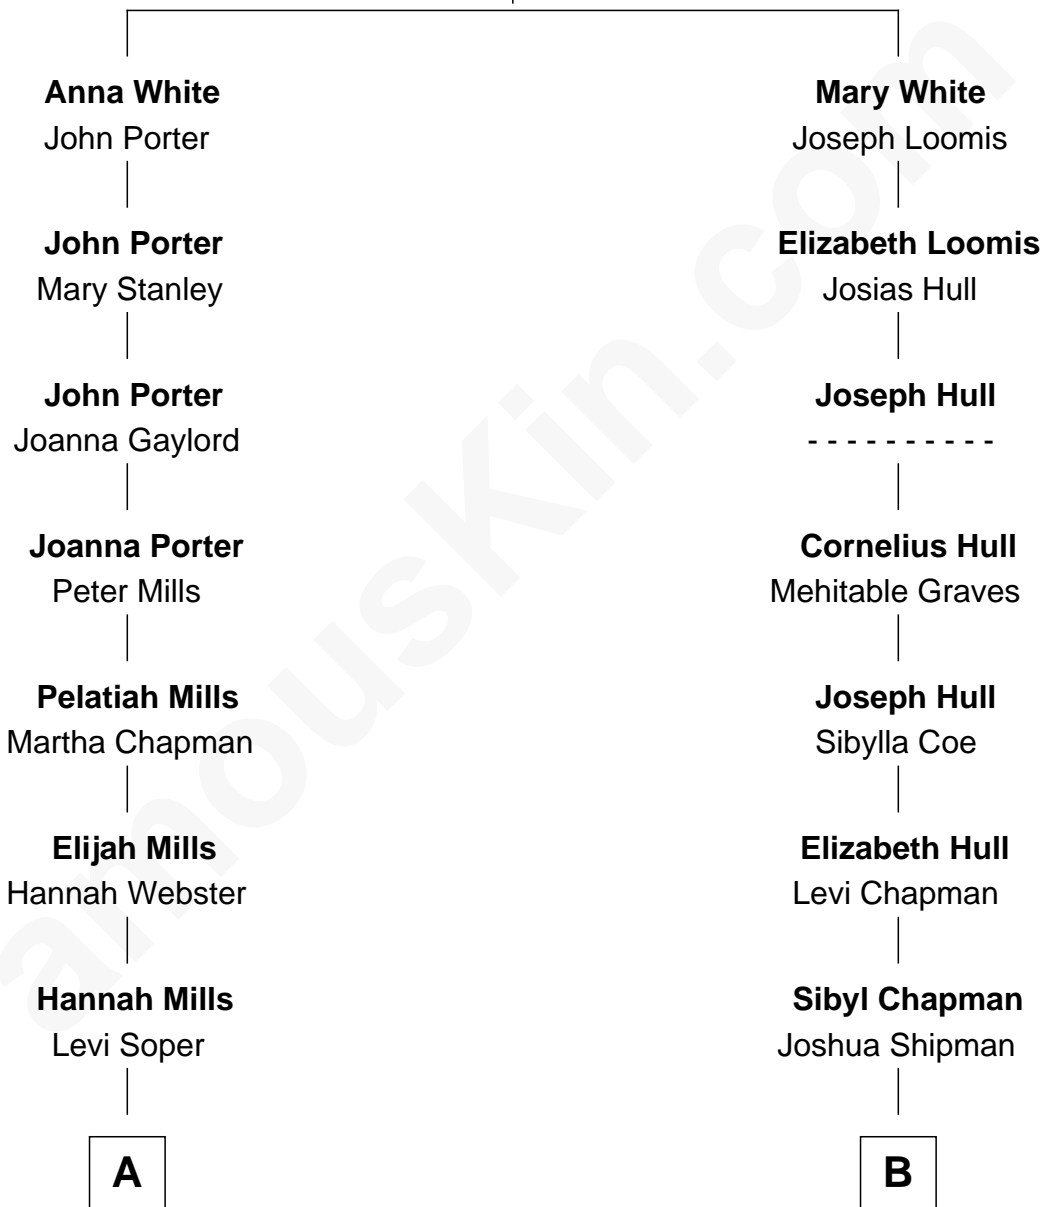 Anna White
John Porter
Mary White
Joseph Loomis
John Porter
Mary Stanley
Elizabeth Loomis
Josias Hull
John Porter
Joanna Gaylord
Joseph Hull
- - - - - - - - - -
Joanna Porter
Peter Mills
Cornelius Hull
Mehitable Graves
Pelatiah Mills
Martha Chapman
Joseph Hull
Sibylla Coe
Elijah Mills
Hannah Webster
Elizabeth Hull
Levi Chapman
Hannah Mills
Levi Soper
Sibyl Chapman
Joshua Shipman
A
B
amouskin.com